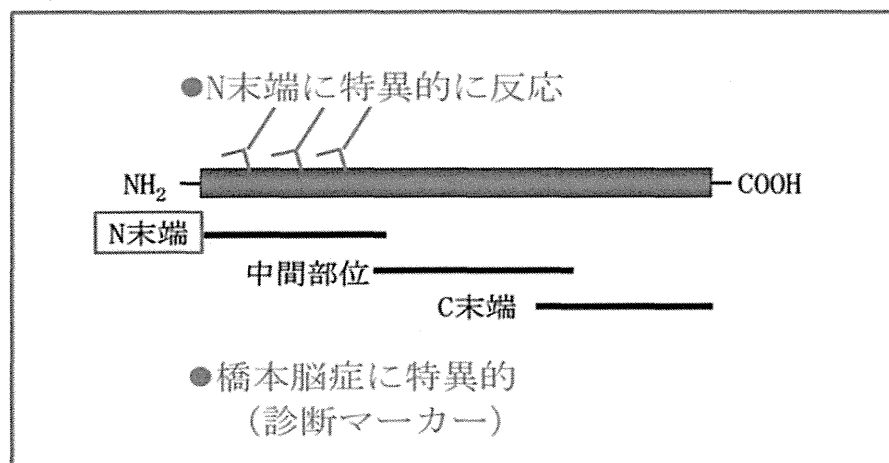 ●N末端に特異的に反応
NH₂
COOH
N末端
中間部位
C末端
●橋本脳症に特異的
（診断マーカー）